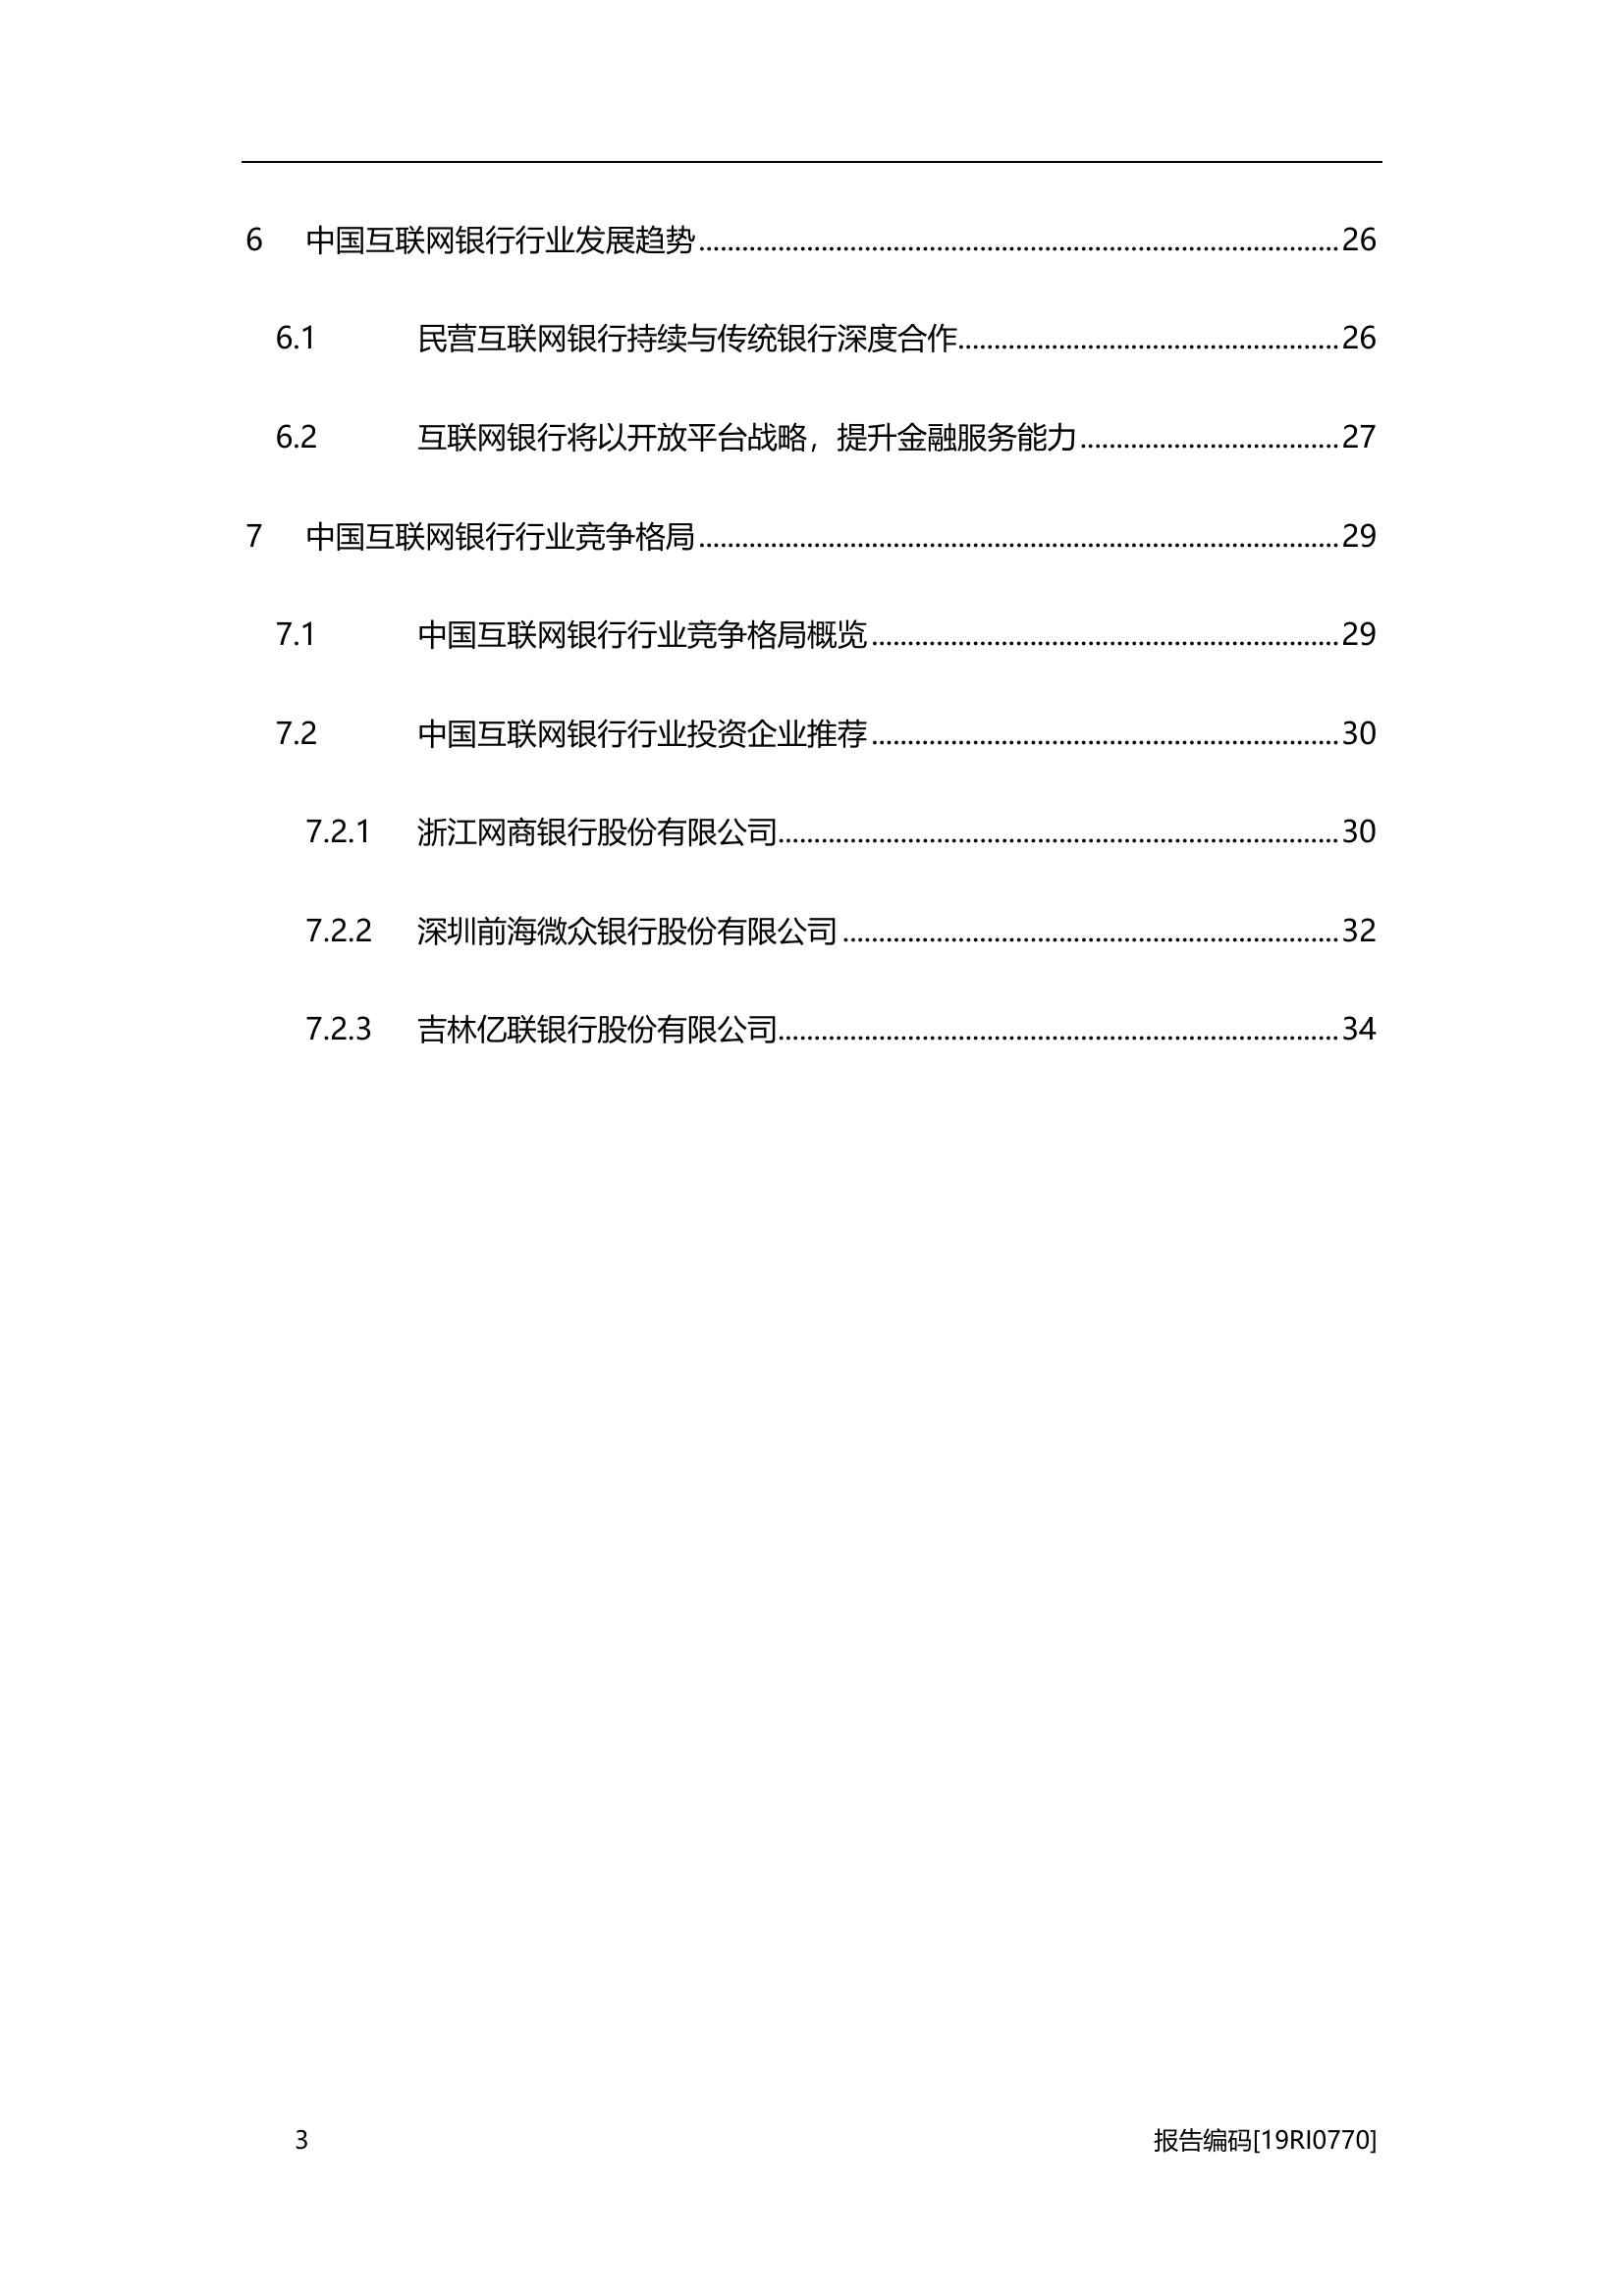 6 中国互联网银行行业发展趋势........................................26
6.1 民营互联网银行持续与传统银行深度合作........................................26
6.2 互联网银行将以开放平台战略，提升金融服务能力........................................27
7 中国互联网银行行业竞争格局........................................29
7.1 中国互联网银行行业竞争格局概览........................................29
7.2 中国互联网银行行业投资企业推荐........................................30
7.2.1 浙江网商银行股份有限公司........................................30
7.2.2 深圳前海微众银行股份有限公司........................................32
7.2.3 吉林亿联银行股份有限公司........................................34
3 报告编码[19RI0770]